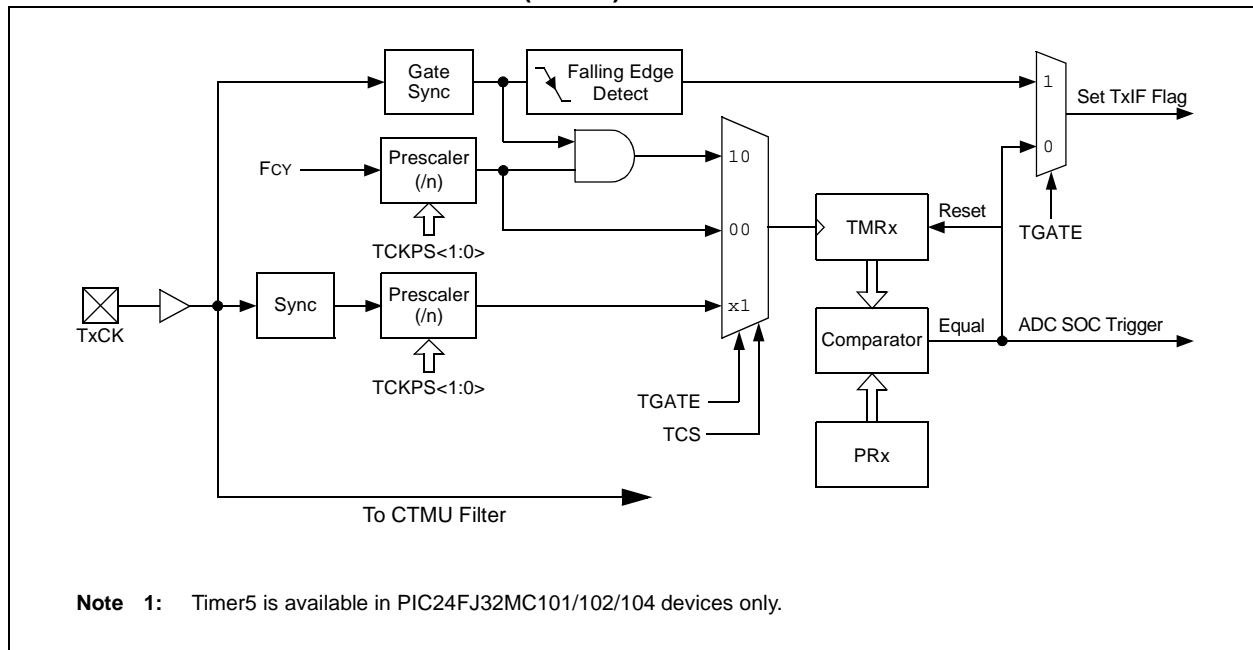 Gate
Sync
Falling Edge
Detect
1
Set TxIF Flag
0
FCY
Prescaler
(/n)
10
TCKPS<1:0>
00
TMRx
Reset
TGATE
TxCK
Sync
Prescaler
(/n)
x1
TCKPS<1:0>
Comparator
Equal
ADC SOC Trigger
TGATE
TCS
PRx
To CTMU Filter
Note 1: Timer5 is available in PIC24FJ32MC101/102/104 devices only.